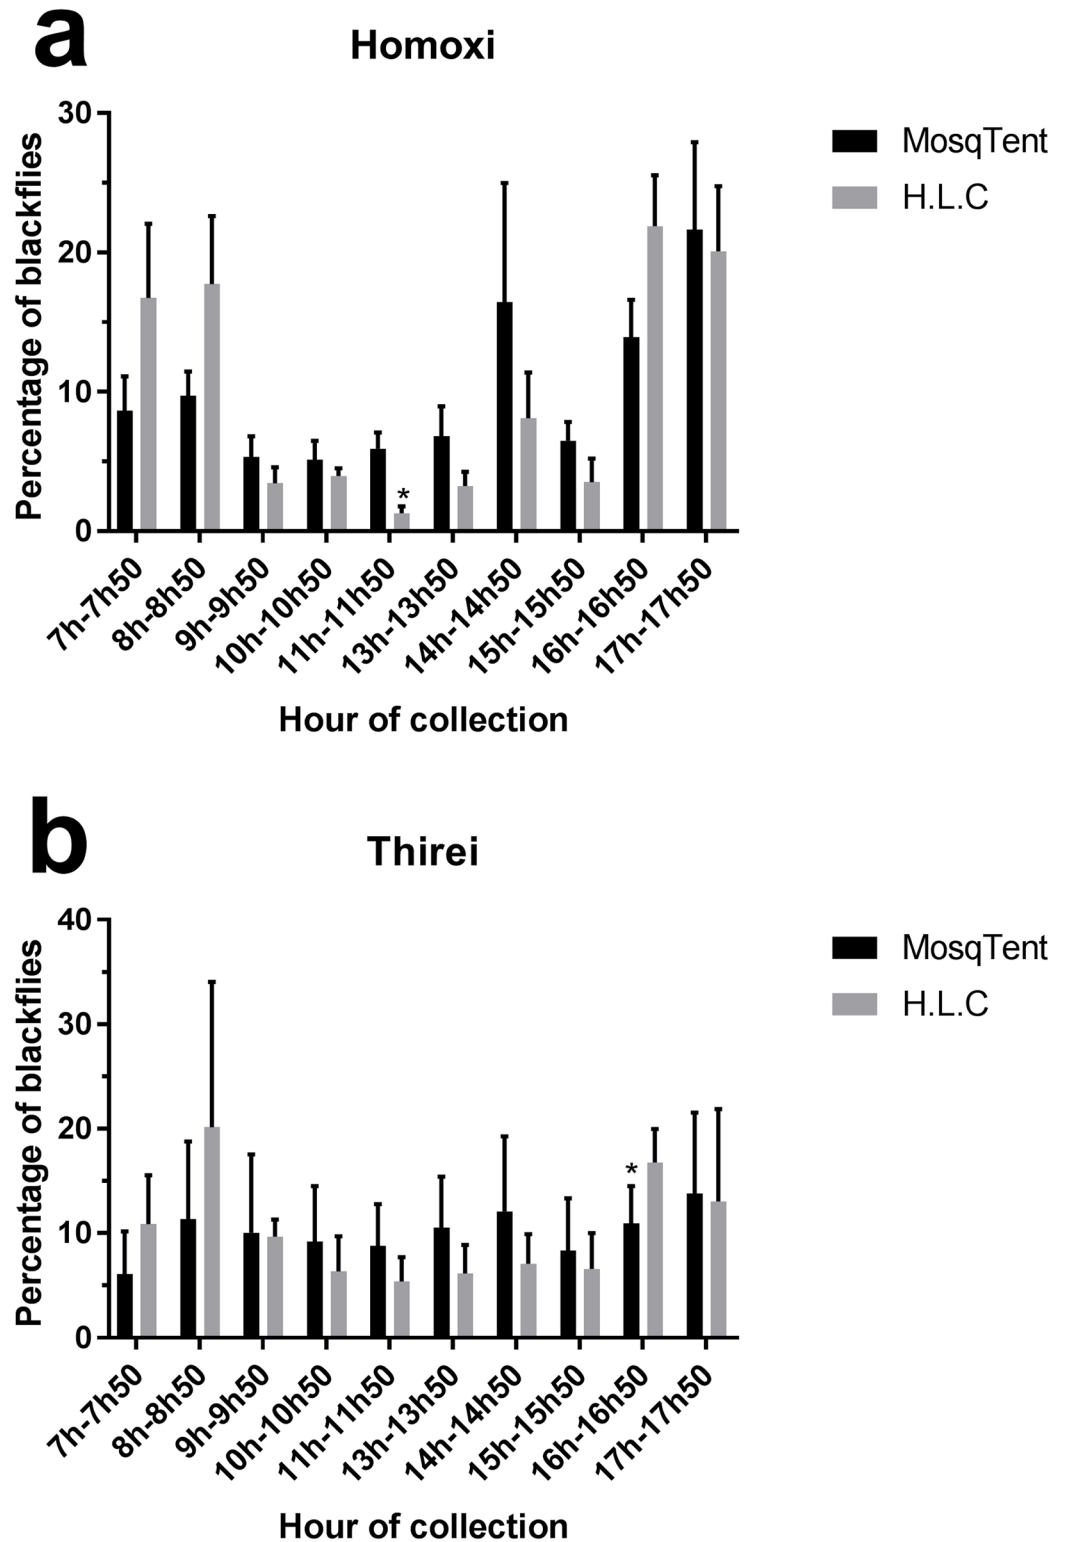 a
Homoxi
Percentage of blackflies
30
20
10
0
*
7h-7h50
8h-8h50
9h-9h50
10h-10h50
11h-11h50
13h-13h50
14h-14h50
15h-15h50
16h-16h50
17h-17h50
Hour of collection
MosqTent
H.L.C
b
Thirei
Percentage of blackflies
40
30
20
10
0
*
7h-7h50
8h-8h50
9h-9h50
10h-10h50
11h-11h50
13h-13h50
14h-14h50
15h-15h50
16h-16h50
17h-17h50
Hour of collection
MosqTent
H.L.C